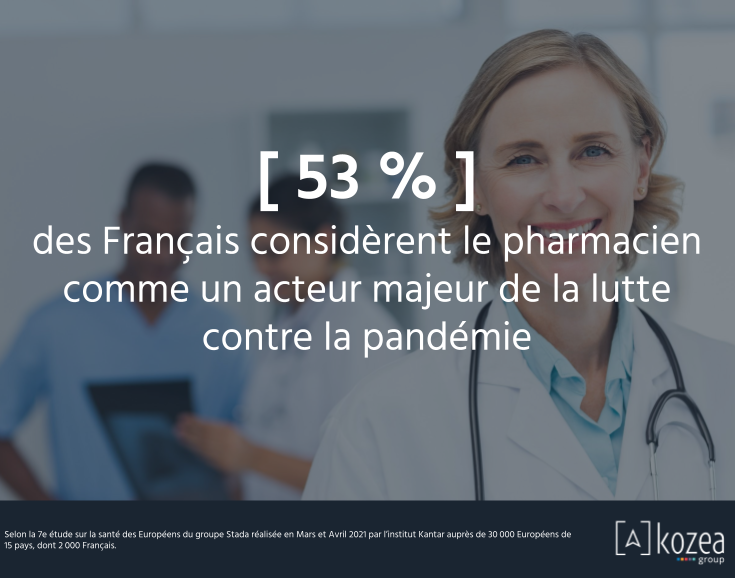 [ 53 % ]
des Français considèrent le pharmacien
comme un acteur majeur de la lutte
contre la pandémie
Selon la 7e étude sur la santé des Européens du groupe Stada réalisée en Mars et Avril 2021 par l'institut Kantar auprès de 30 000 Européens de
15 pays, dont 2 000 Français.
[A]kozea
group